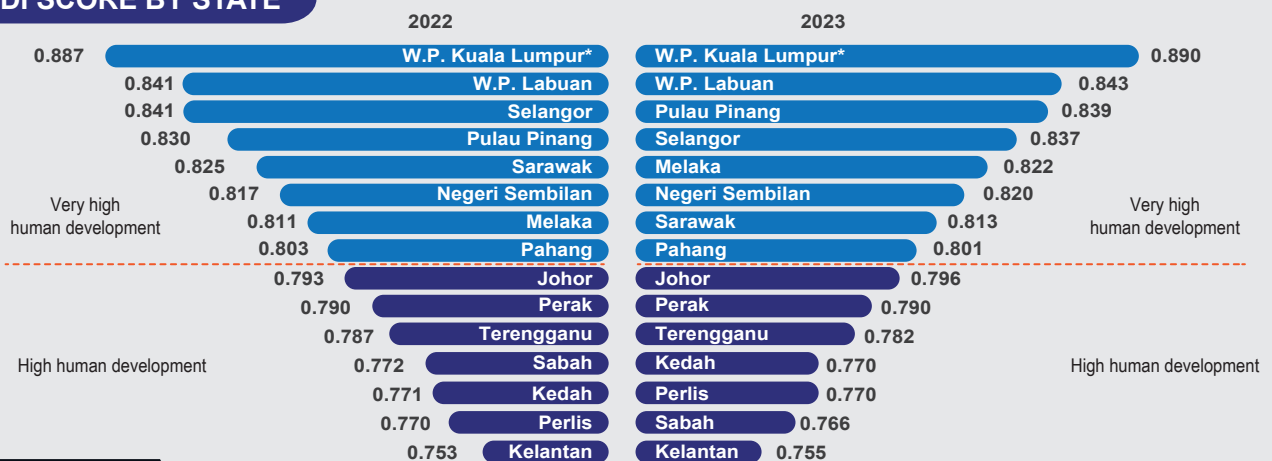 DI SCORE BY STATE
2022
0.887 W.P. Kuala Lumpur*
0.841 W.P. Labuan
0.841 Selangor
0.830 Pulau Pinang
0.825 Sarawak
0.817 Negeri Sembilan
0.811 Melaka
0.803 Pahang
Very high
human development
0.793 Johor
0.790 Perak
0.787 Terengganu
0.772 Sabah
0.771 Kedah
0.770 Perlis
0.753 Kelantan
High human development
2023
W.P. Kuala Lumpur* 0.890
W.P. Labuan 0.843
Pulau Pinang 0.839
Selangor 0.837
Melaka 0.822
Negeri Sembilan 0.820
Sarawak 0.813
Pahang 0.801
Very high
human development
Johor 0.796
Perak 0.790
Terengganu 0.782
Kedah 0.770
Perlis 0.770
Sabah 0.766
Kelantan 0.755
High human development